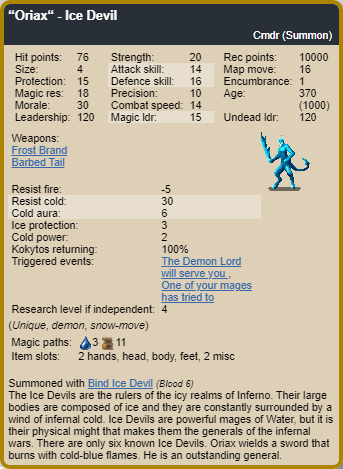 “Oriax“ - Ice Devil
Cmdr (Summon)
Hit points: 76 Strength: 20 Rec points: 10000
Size: 4 Attack skill: 14 Map move: 16
Protection: 15 Defence skill: 16 Encumbrance: 1
Magic res: 18 Precision: 10 Age: 370
Morale: 30 Combat speed: 14 (1000)
Leadership: 120 Magic ldr: 15 Undead ldr: 120
Weapons:
Frost Brand
Barbed Tail
Resist fire: -5
Resist cold: 30
Cold aura: 6
Ice protection: 3
Cold power: 2
Kokytos returning: 100%
Triggered events: The Demon Lord
will serve you ,
One of your mages
has tried to
Research level if independent: 4
(Unique, demon, snow-move)
Magic paths: 3 11
Item slots: 2 hands, head, body, feet, 2 misc
Summoned with Bind Ice Devil (Blood 6)
The Ice Devils are the rulers of the icy realms of Inferno. Their large
bodies are composed of ice and they are constantly surrounded by a
wind of infernal cold. Ice Devils are powerful mages of Water, but it is
their physical might that makes them the generals of the infernal
wars. There are only six known Ice Devils. Oriax wields a sword that
burns with cold-blue flames. He is an outstanding general.